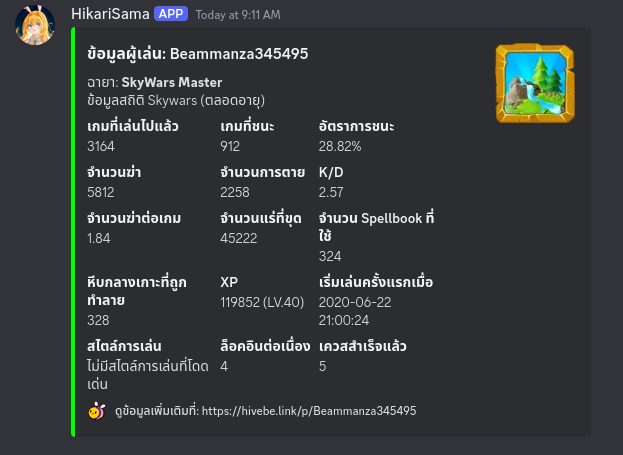 HikariSama APP Today at 9:11 AM
ข้อมูลผู้เล่น: Beammanza345495
ฉายา: SkyWars Master
ข้อมูลสถิติ Skywars (ตลอดอายุ)
เกมที่เล่นไปแล้ว เกมที่ชนะ อัตราการชนะ
3164 912 28.82%
จำนวนฆ่า จำนวนการตาย K/D
5812 2258 2.57
จำนวนฆ่าต่อเกม จำนวนแร่ที่ขุด จำนวน Spellbook ที่
ใช้
1.84 45222
324
หีบกลางเกาะที่ถูก XP เริ่มเล่นครั้งแรกเมื่อ
ทำลาย 119852 (LV.40) 2020-06-22
328 21:00:24
สไตล์การเล่น ล็อคอินต่อเนื่อง เควสสำเร็จแล้ว
ไม่มีสไตล์การเล่นที่โดด 4 5
เด่น
ดูข้อมูลเพิ่มเติมที่: https://hivebe.link/p/Beammanza345495